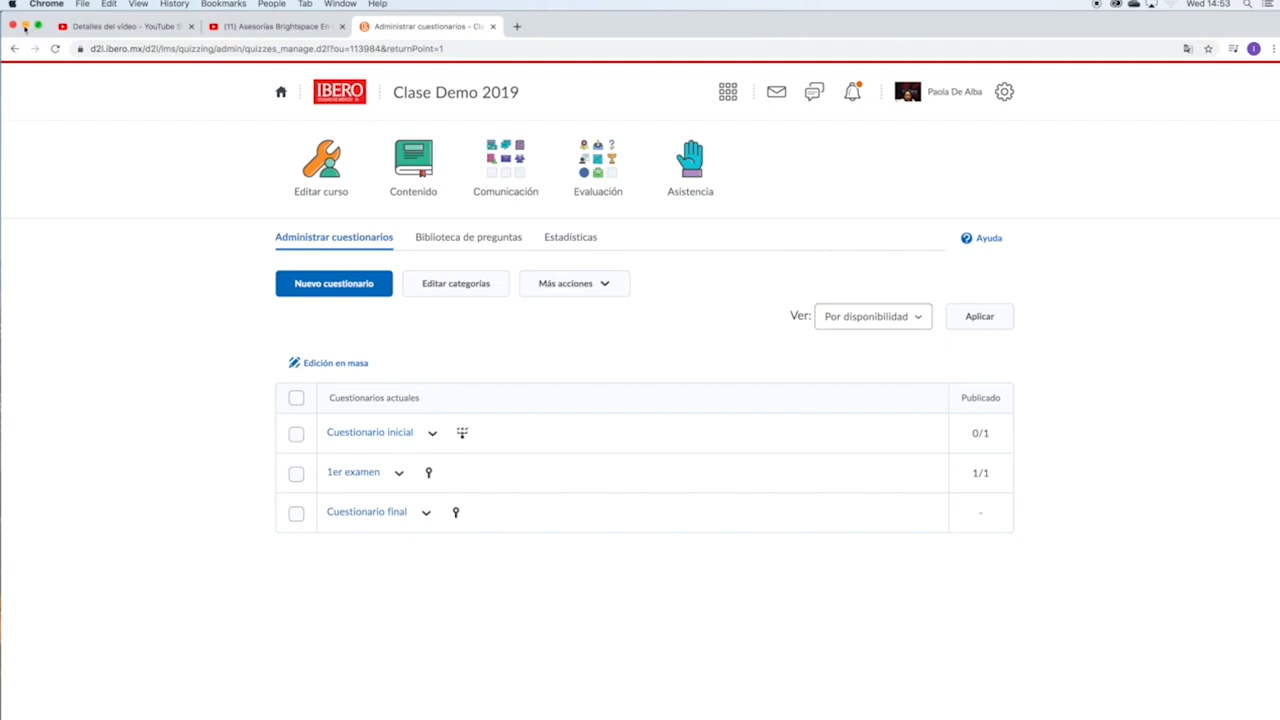 Chrome File Edit View History Bookmarks People Tab Window Help Wed 14:53
Detalles del vídeo - YouTube S (11) Asesorías Brightspace En Administrar cuestionarios - Cla
d2l.ibero.mx/d2l/lms/quizzing/admin/quizzes_manage.d2l?ou=113984&returnPoint=1
IBERO Clase Demo 2019 Paola De Alba
Editar curso Contenido Comunicación Evaluación Asistencia
Administrar cuestionarios Biblioteca de preguntas Estadísticas Ayuda
Nuevo cuestionario Editar categorías Más acciones
Ver: Por disponibilidad Aplicar
Edición en masa
Cuestionarios actuales Publicado
Cuestionario inicial 0/1
1er examen 1/1
Cuestionario final -